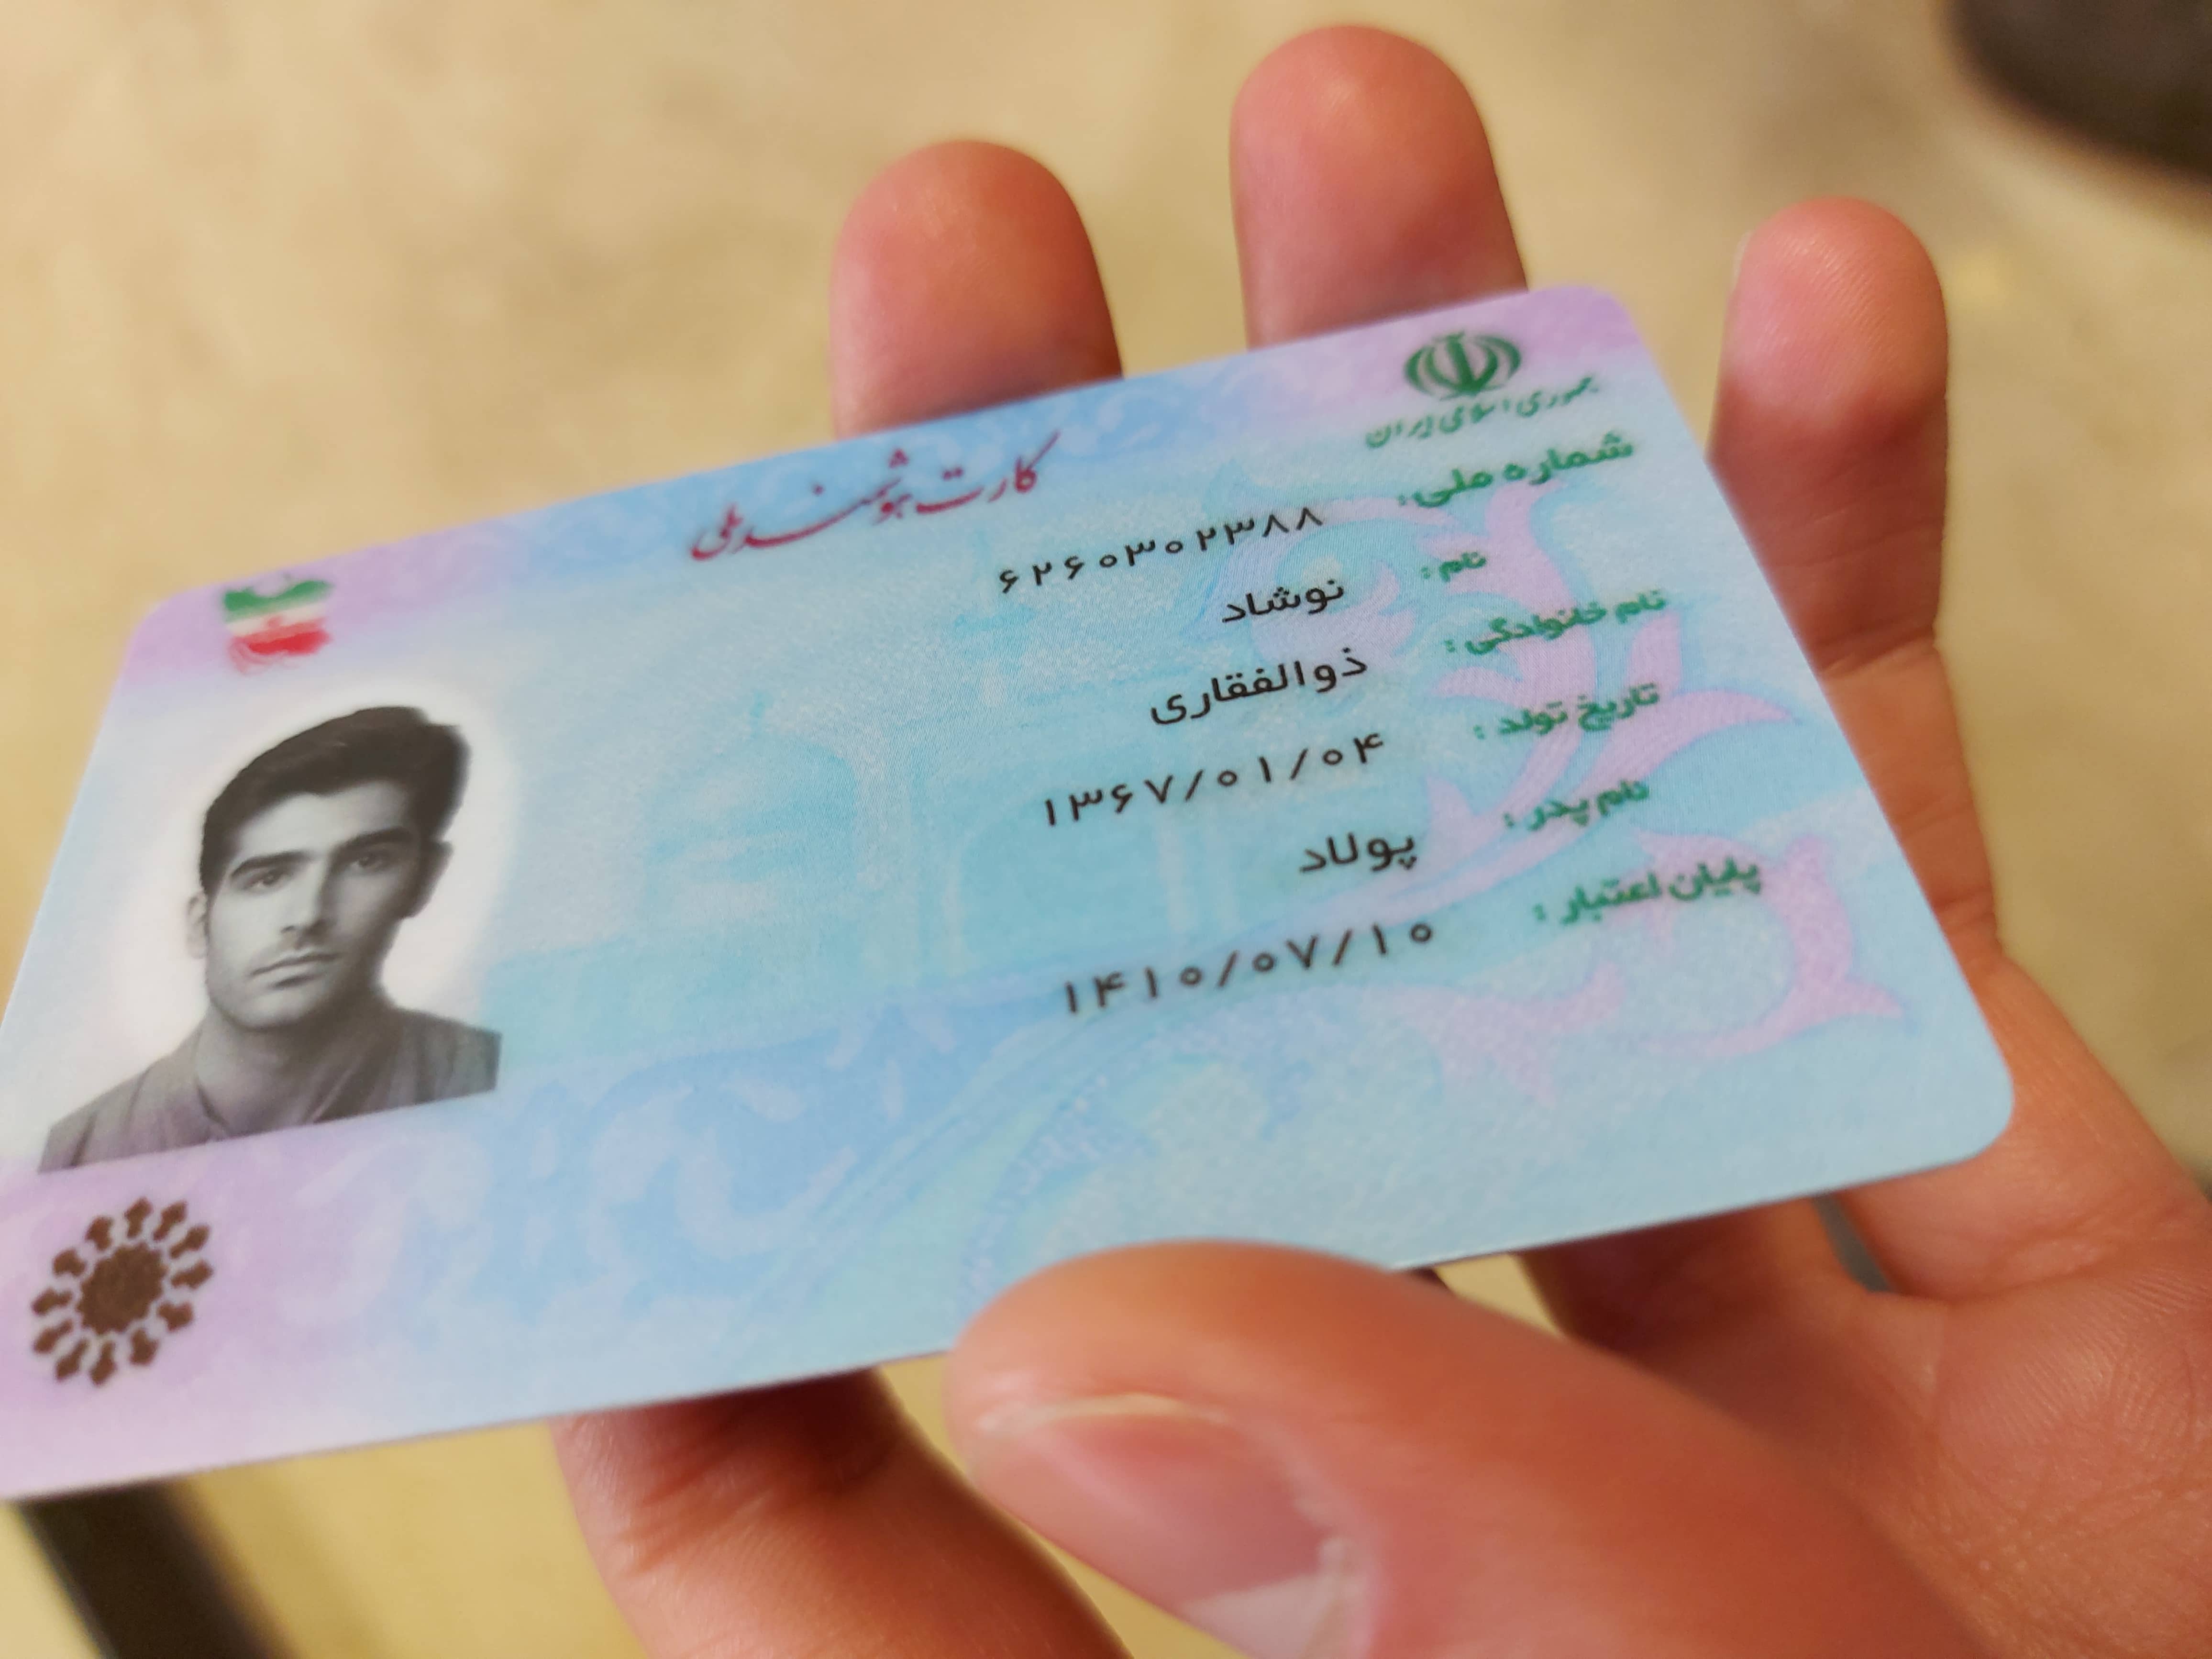 جمهوری اسلامی ایران
کارت هوشمند ملی
شماره ملی: ۶۲۶۰۳۰۲۳۸۸
نام: نوشاد
نام خانوادگی: ذوالفقاری
تاریخ تولد: ۱۳۶۷/۰۱/۰۴
نام پدر: پولاد
پایان اعتبار: ۱۴۱۰/۰۷/۱۰